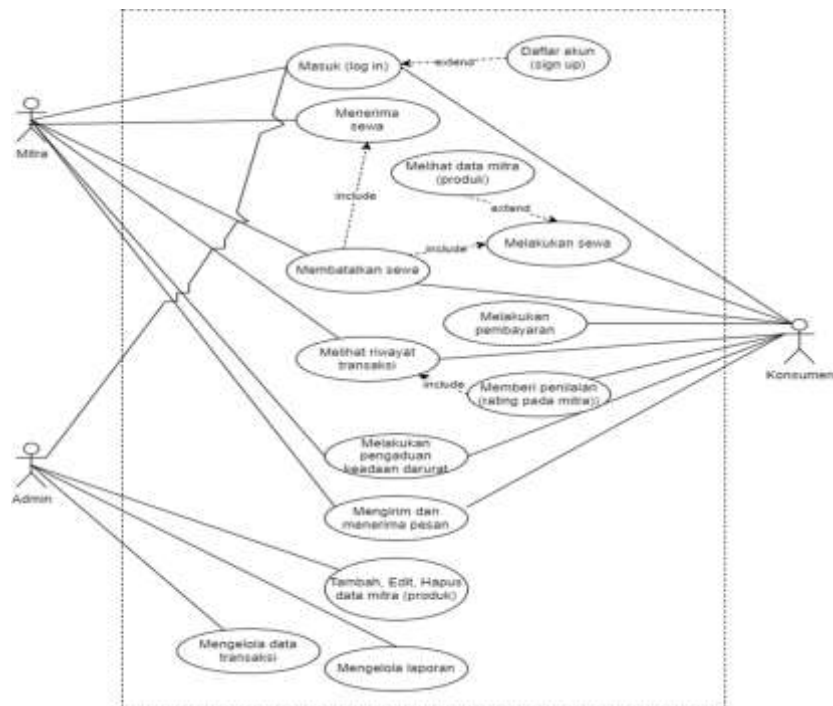 Daftar akun
(sign up)
extend
Masuk (log in)
Menerima
sewa
Mitra
Melihat data mitra
(produk)
include
extend
include
Melakukan sewa
Membatalkan sewa
Melakukan
pembayaran
Melihat riwayat
transaksi
Konsumen
include
Memberi penilaian
(rating pada mitra))
Melakukan
pengaduan
keadaan darurat
Admin
Mengirim dan
menerima pesan
Tambah, Edit, Hapus
data mitra (produk)
Mengelola data
transaksi
Mengelola laporan